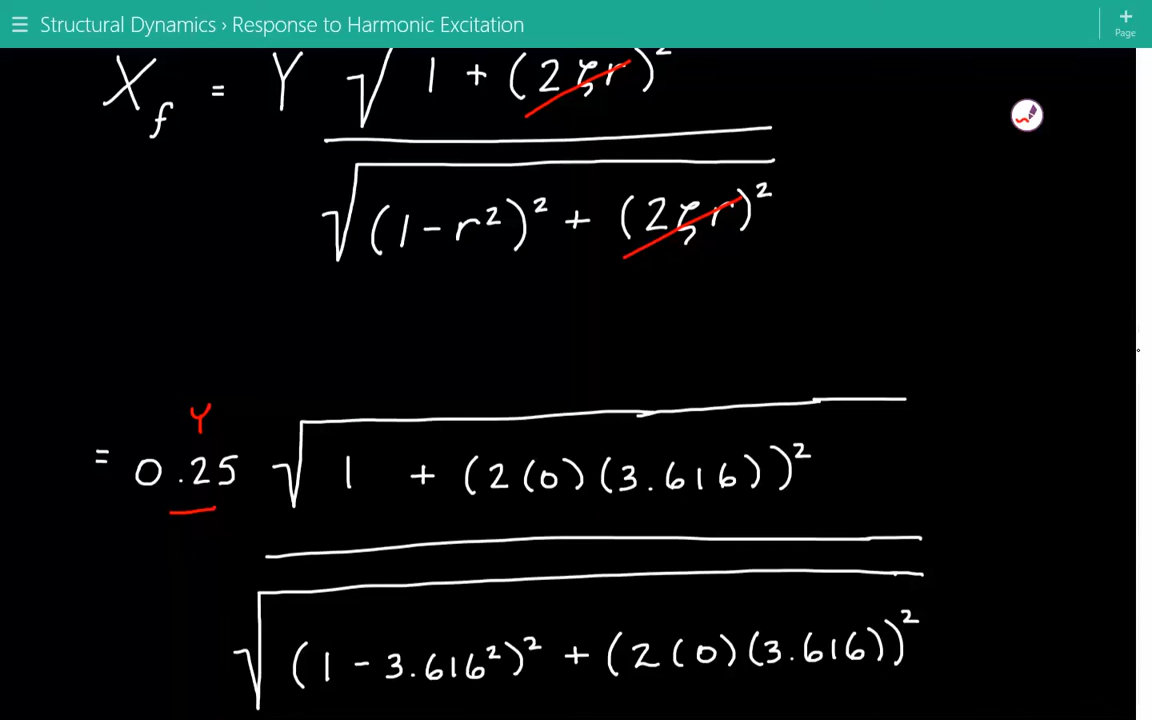 Structural Dynamics › Response to Harmonic Excitation
Page
X_f = Y √(1 + (2ζr)²)
√((1 - r²)² + (2ζr)²)
Y
= 0.25 √(1 + (2(0)(3.616))²)
√((1 - 3.616²)² + (2(0)(3.616))²)